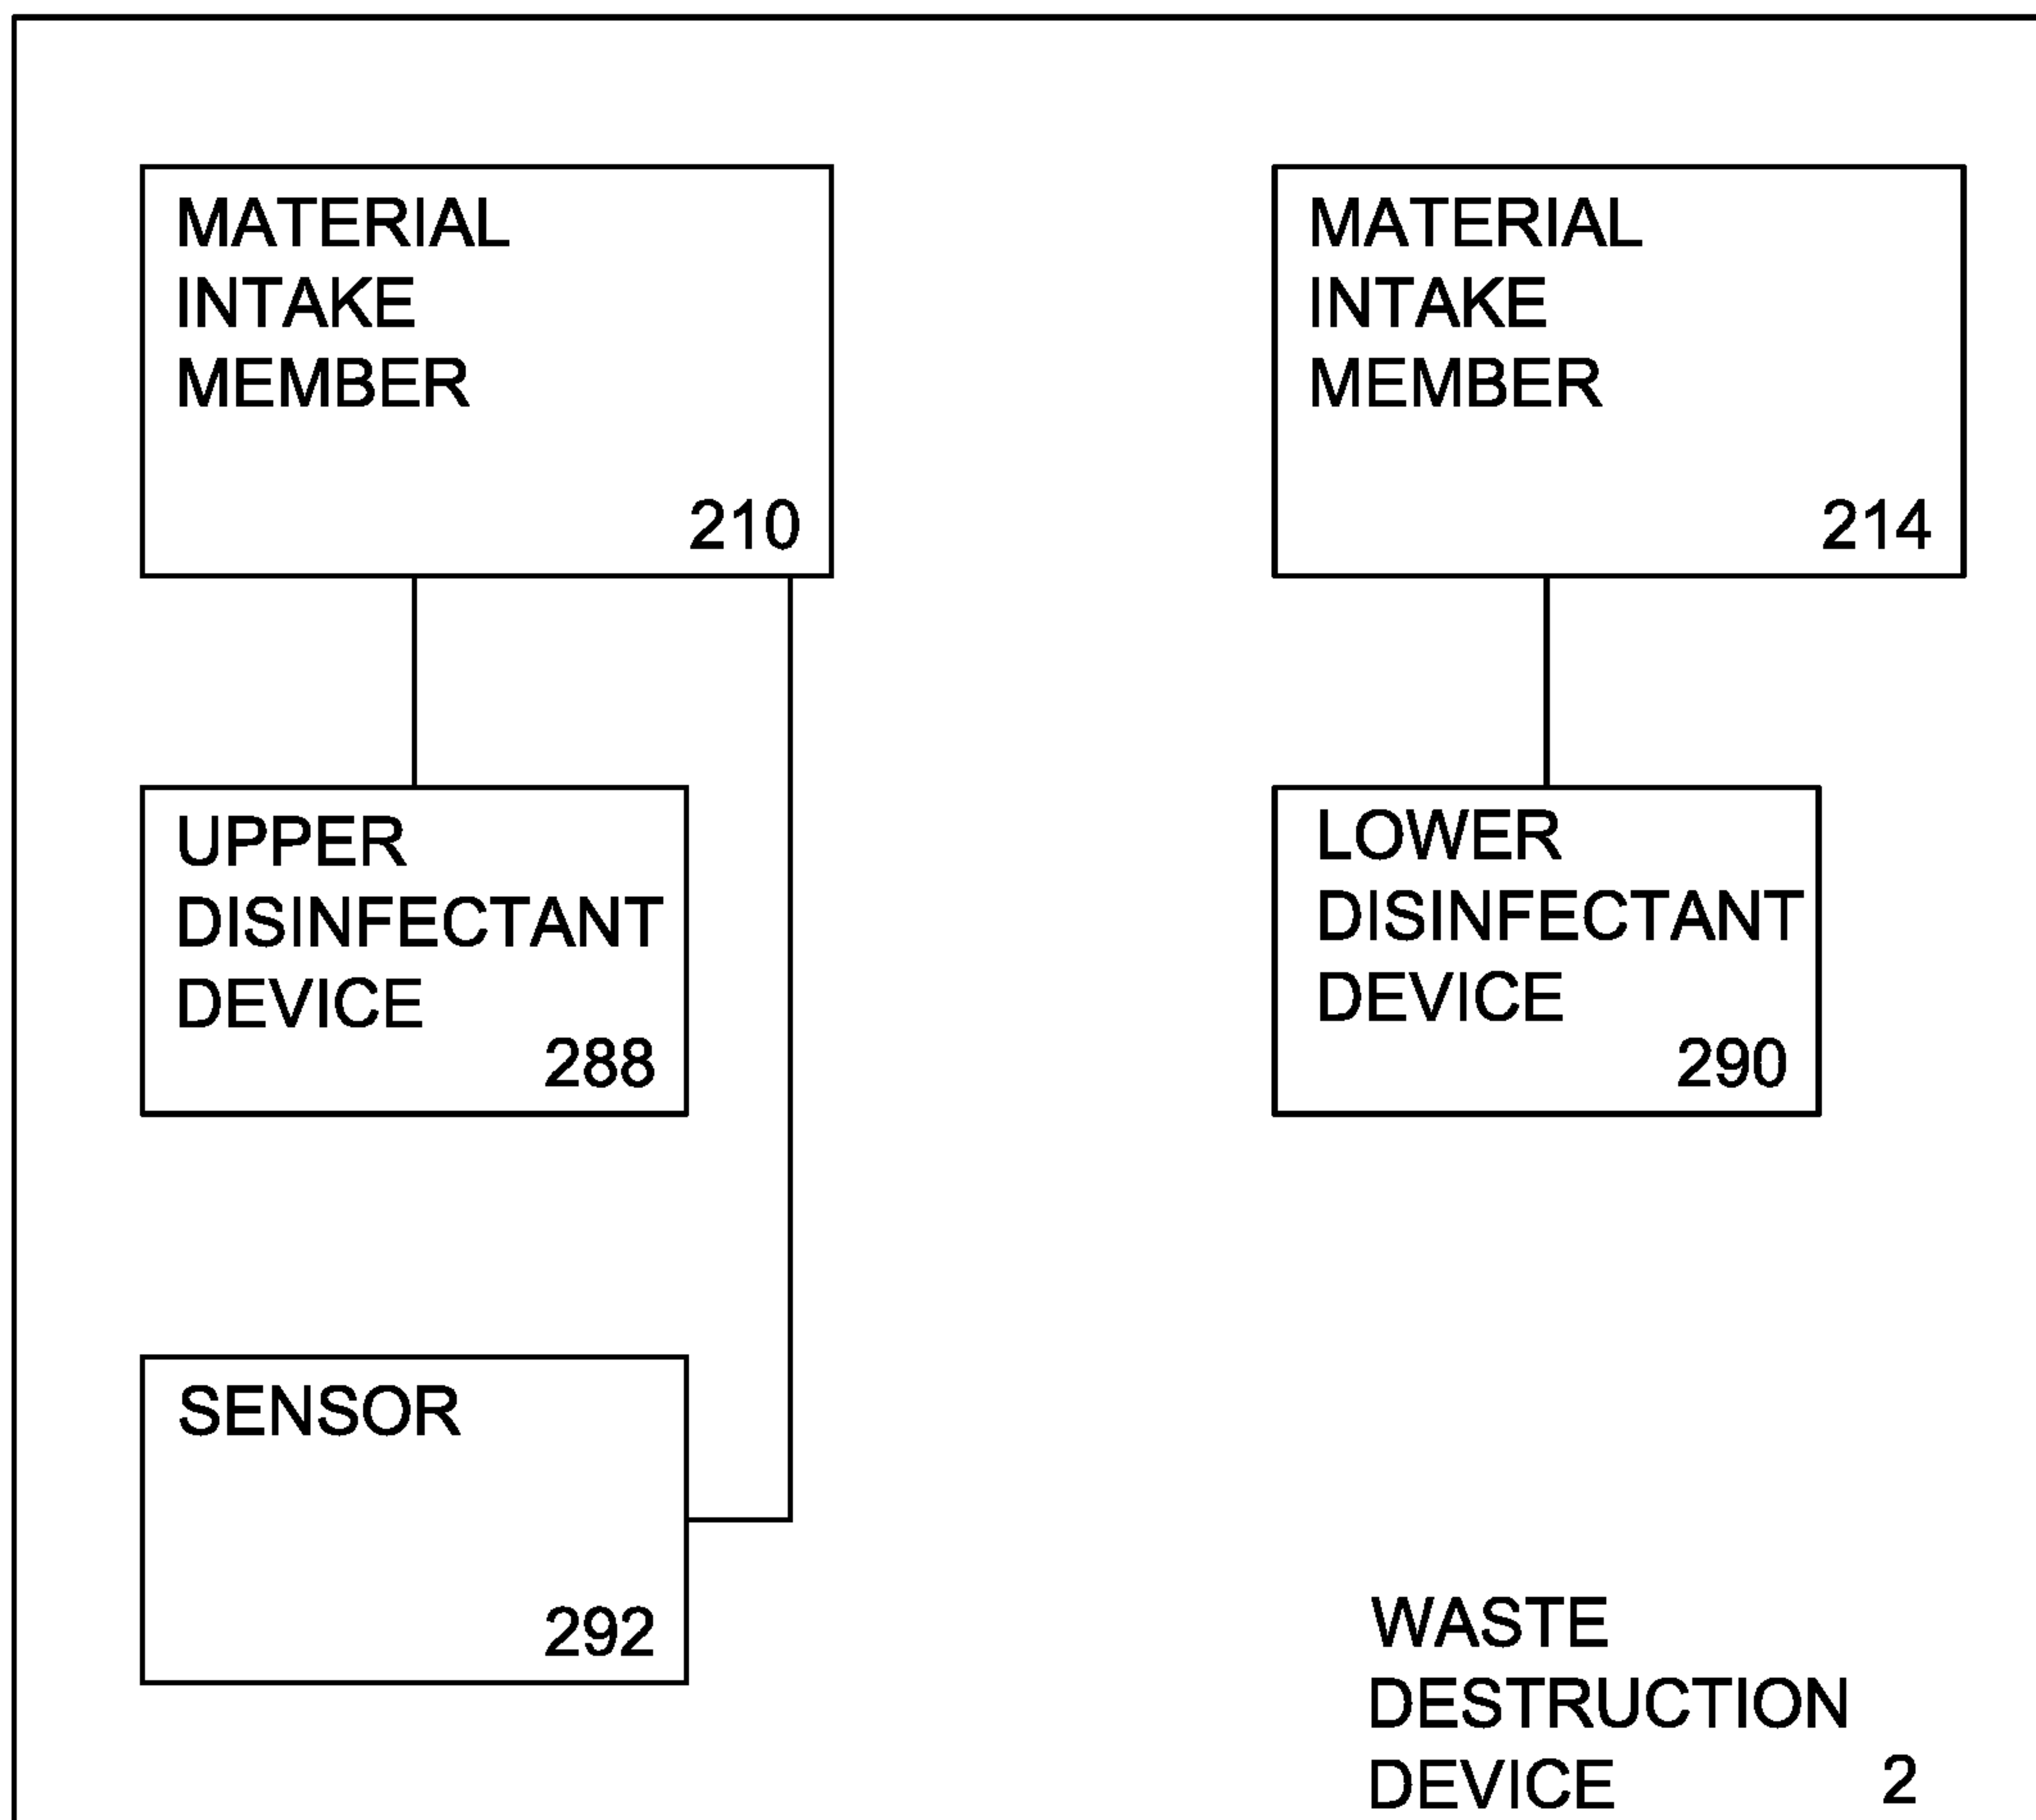 MATERIAL
INTAKE
MEMBER
210
MATERIAL
INTAKE
MEMBER
214
UPPER
DISINFECTANT
DEVICE
288
LOWER
DISINFECTANT
DEVICE
290
SENSOR
292
WASTE
DESTRUCTION
DEVICE 2